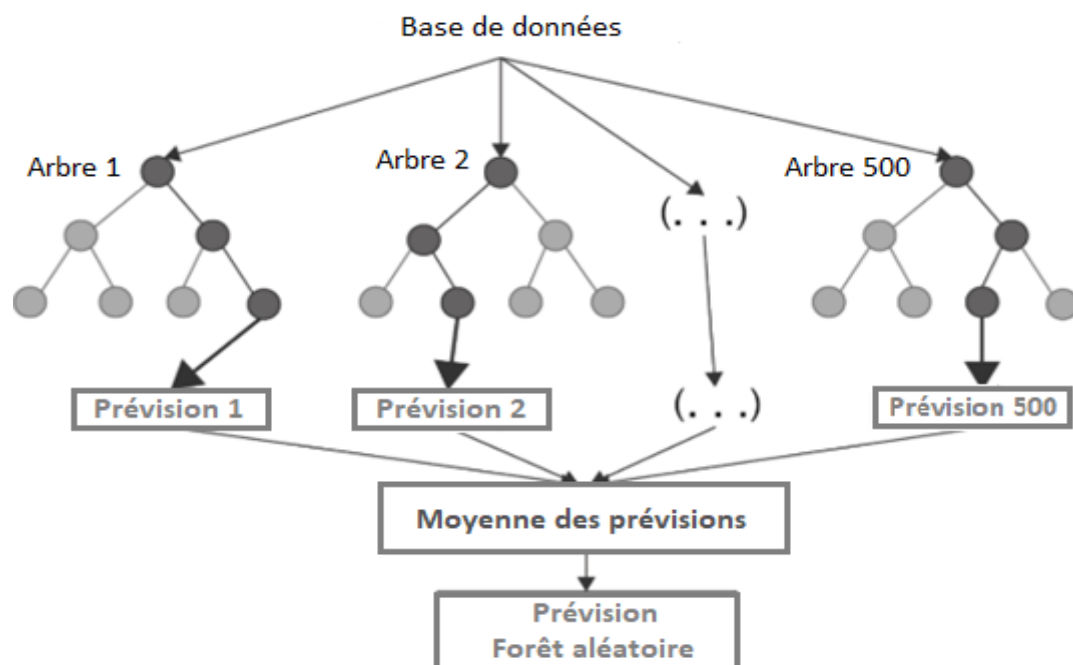 Base de données
Arbre 1
Arbre 2
Arbre 500
(. . .)
Prévision 1
Prévision 2
(. . .)
Prévision 500
Moyenne des prévisions
Prévision
Forêt aléatoire